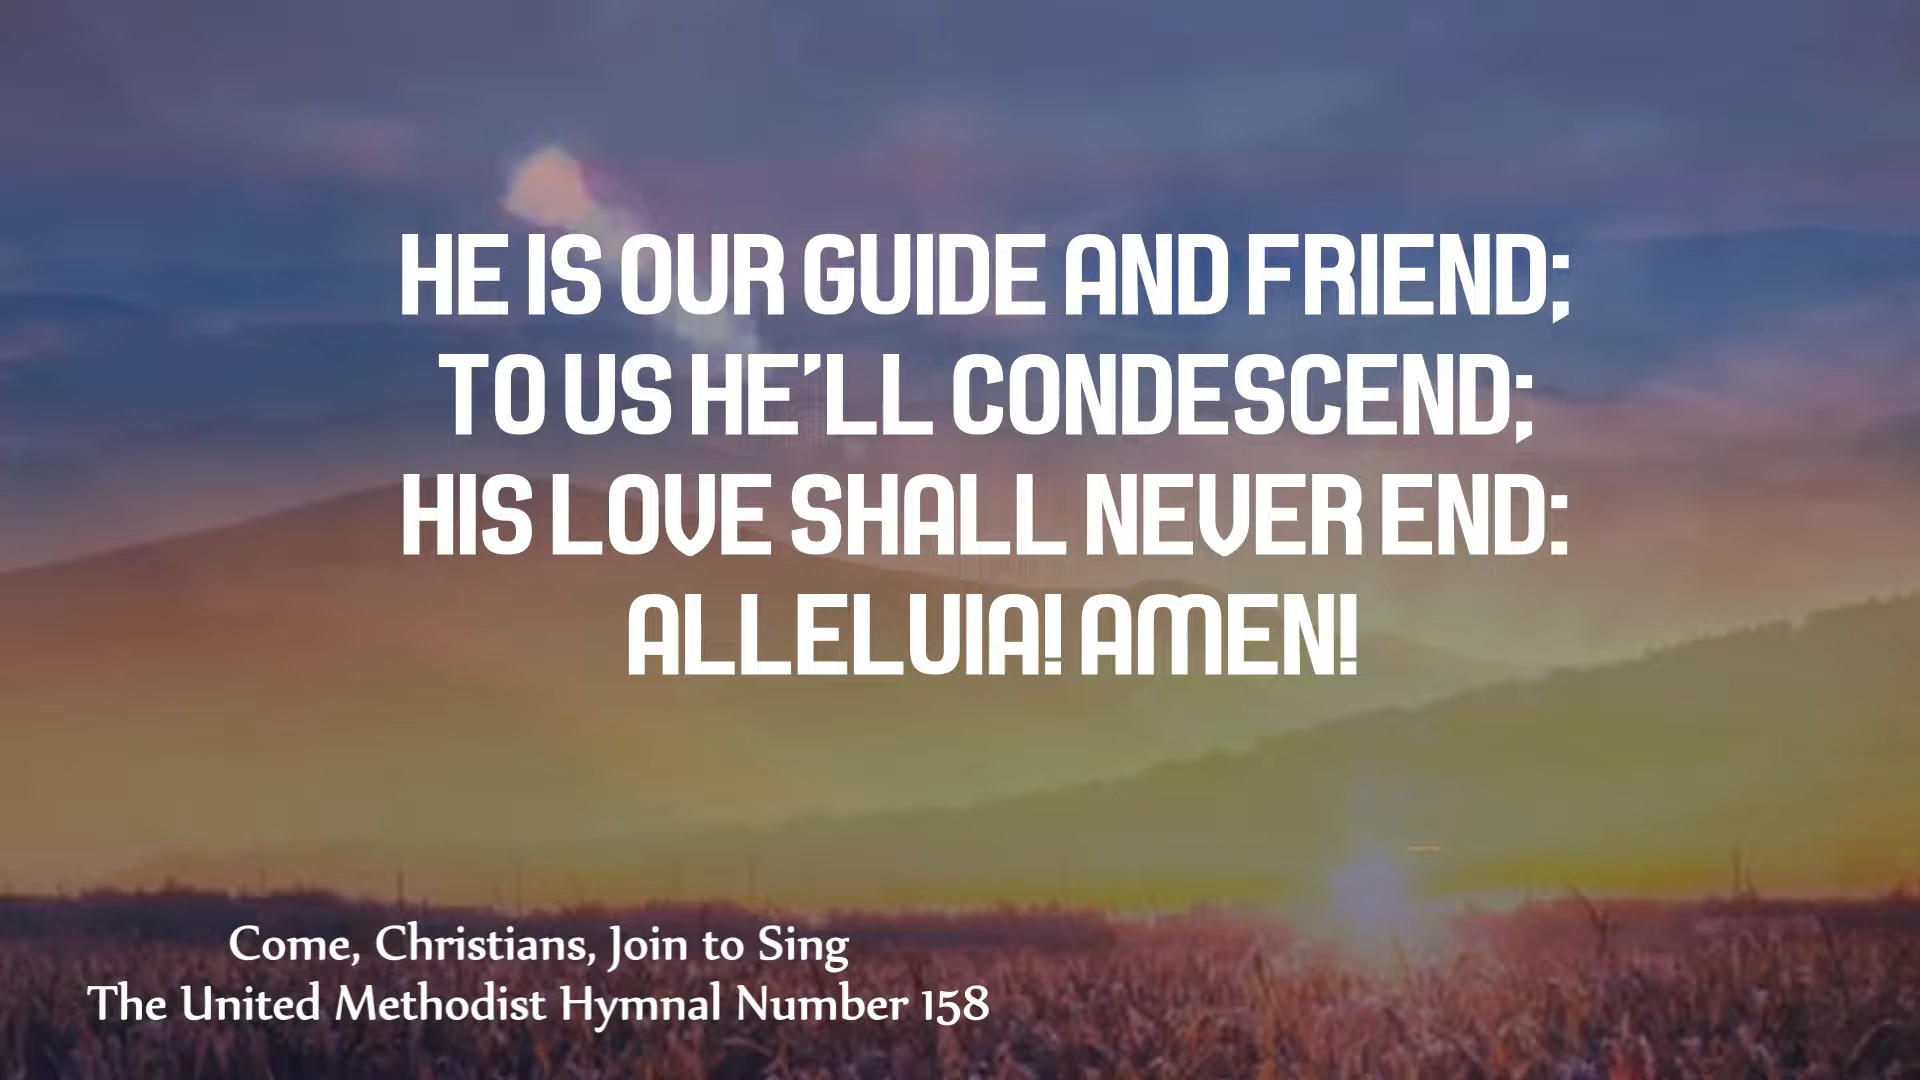 HE IS OUR GUIDE AND FRIEND;
TO US HE'LL CONDESCEND;
HIS LOVE SHALL NEVER END:
ALLELUIA! AMEN!
Come, Christians, Join to Sing
The United Methodist Hymnal Number 158